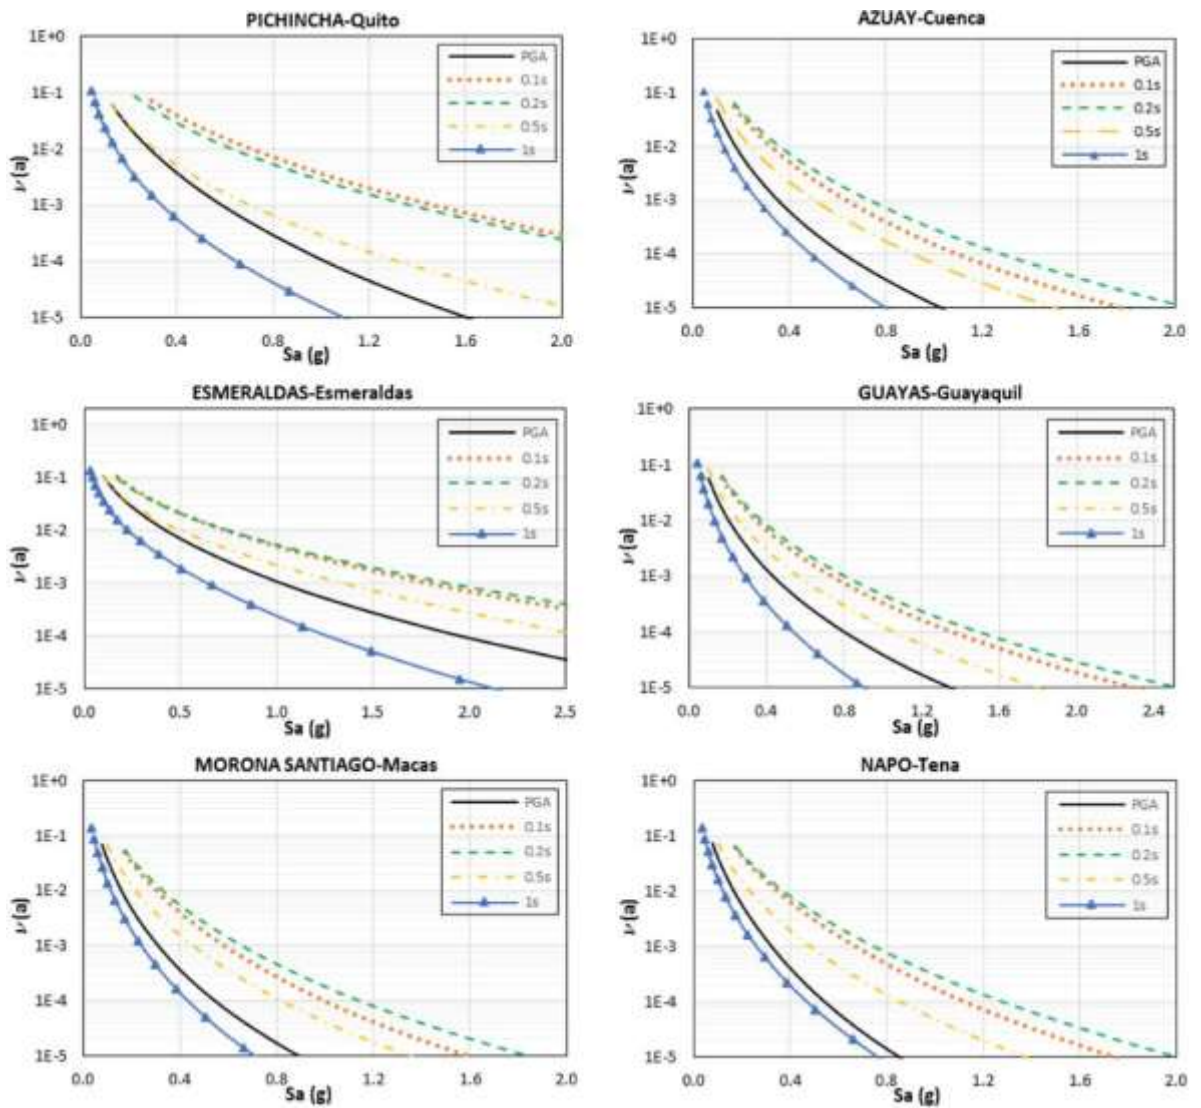 PICHINCHA-Quito
1E+0
1E-1
1E-2
1E-3
1E-4
1E-5
ν (a)
PGA
0.1s
0.2s
0.5s
1s
0.0 0.4 0.8 1.2 1.6 2.0
Sa (g)
AZUAY-Cuenca
1E+0
1E-1
1E-2
1E-3
1E-4
1E-5
ν (a)
PGA
0.1s
0.2s
0.5s
1s
0.0 0.4 0.8 1.2 1.6 2.0
Sa (g)
ESMERALDAS-Esmeraldas
1E+0
1E-1
1E-2
1E-3
1E-4
1E-5
ν (a)
PGA
0.1s
0.2s
0.5s
1s
0.0 0.5 1.0 1.5 2.0 2.5
Sa (g)
GUAYAS-Guayaquil
1E+0
1E-1
1E-2
1E-3
1E-4
1E-5
ν (a)
PGA
0.1s
0.2s
0.5s
1s
0.0 0.4 0.8 1.2 1.6 2.0 2.4
Sa (g)
MORONA SANTIAGO-Macas
1E+0
1E-1
1E-2
1E-3
1E-4
1E-5
ν (a)
PGA
0.1s
0.2s
0.5s
1s
0.0 0.4 0.8 1.2 1.6 2.0
Sa (g)
NAPO-Tena
1E+0
1E-1
1E-2
1E-3
1E-4
1E-5
ν (a)
PGA
0.1s
0.2s
0.5s
1s
0.0 0.4 0.8 1.2 1.6 2.0
Sa (g)